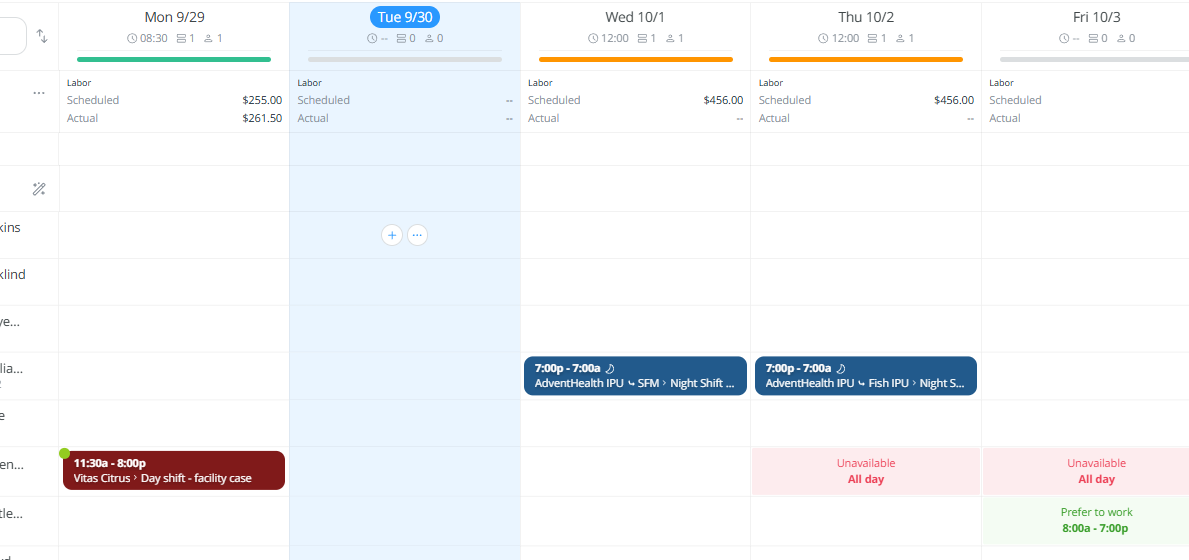 Mon 9/29
08:30 1 1
Tue 9/30
-- 0 0
Wed 10/1
12:00 1 1
Thu 10/2
12:00 1 1
Fri 10/3
-- 0 0
...
Labor
Scheduled $255.00
Actual $261.50
Labor
Scheduled --
Actual --
Labor
Scheduled $456.00
Actual --
Labor
Scheduled $456.00
Actual --
Labor
Scheduled
Actual
kins
+ ...
klind
ye...
lia...
7:00p - 7:00a
AdventHealth IPU ⤷ SFM > Night Shift ...
7:00p - 7:00a
AdventHealth IPU ⤷ Fish IPU > Night S...
e
en...
11:30a - 8:00p
Vitas Citrus > Day shift - facility case
Unavailable
All day
Unavailable
All day
tle...
Prefer to work
8:00a - 7:00p